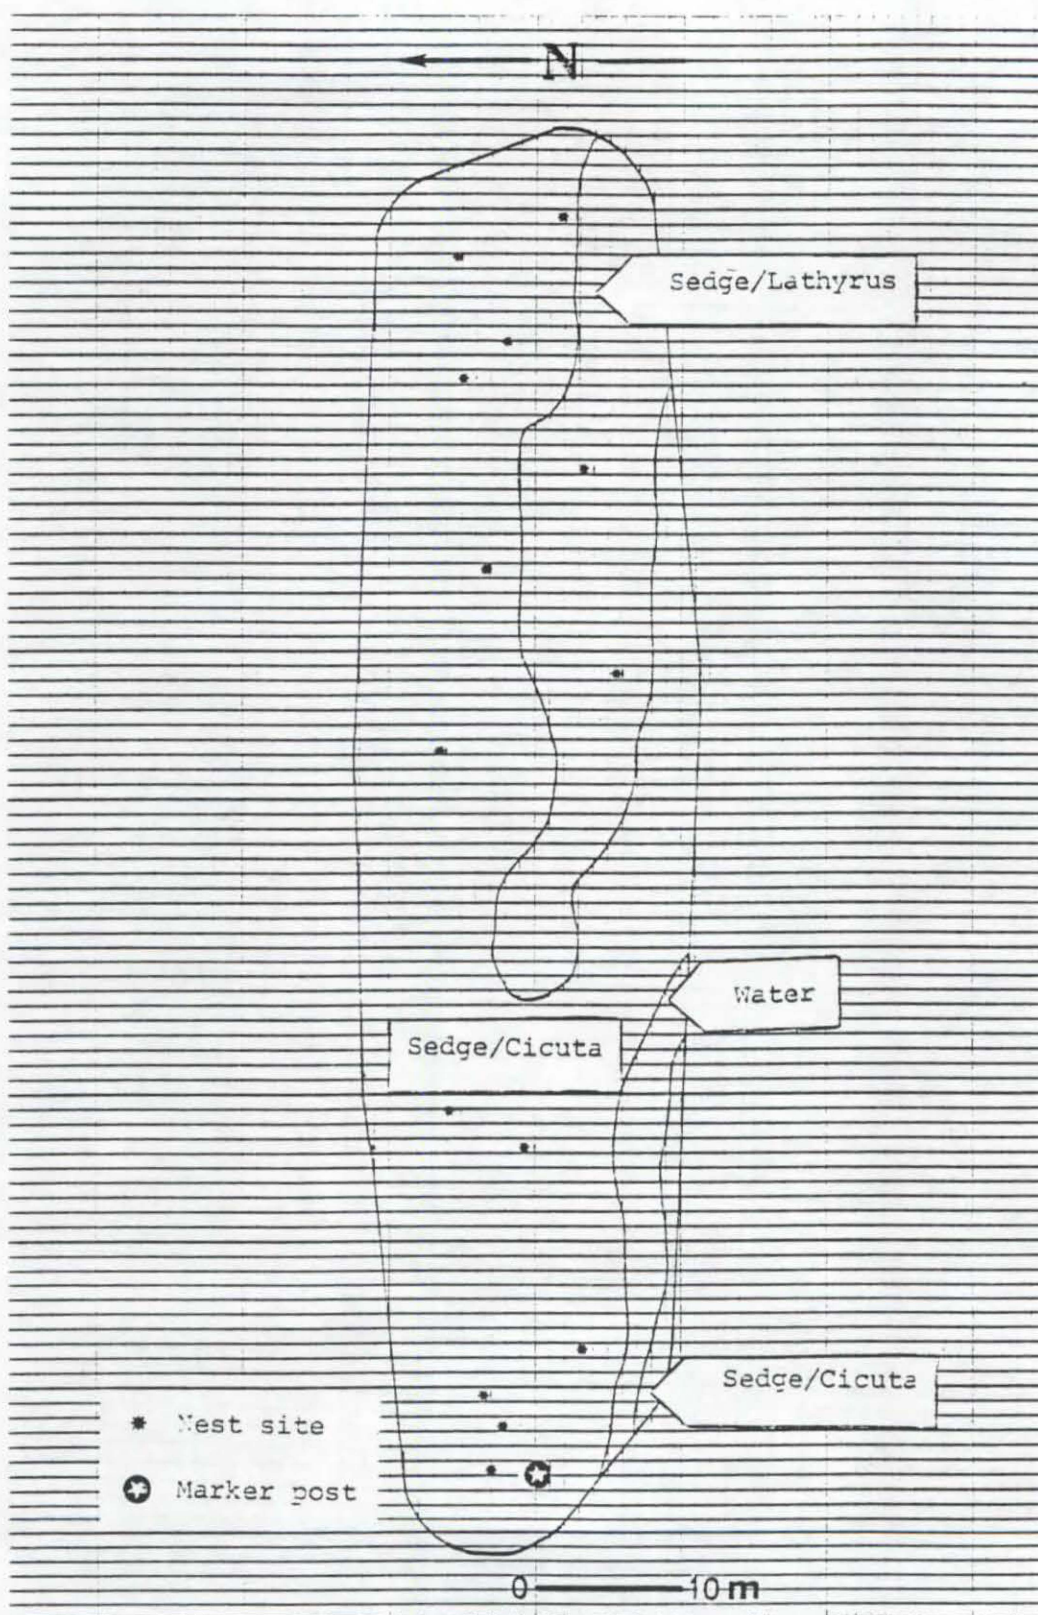 N
Sedge/Lathyrus
Water
Sedge/Cicuta
Sedge/Cicuta
Nest site
Marker post
0 10 m